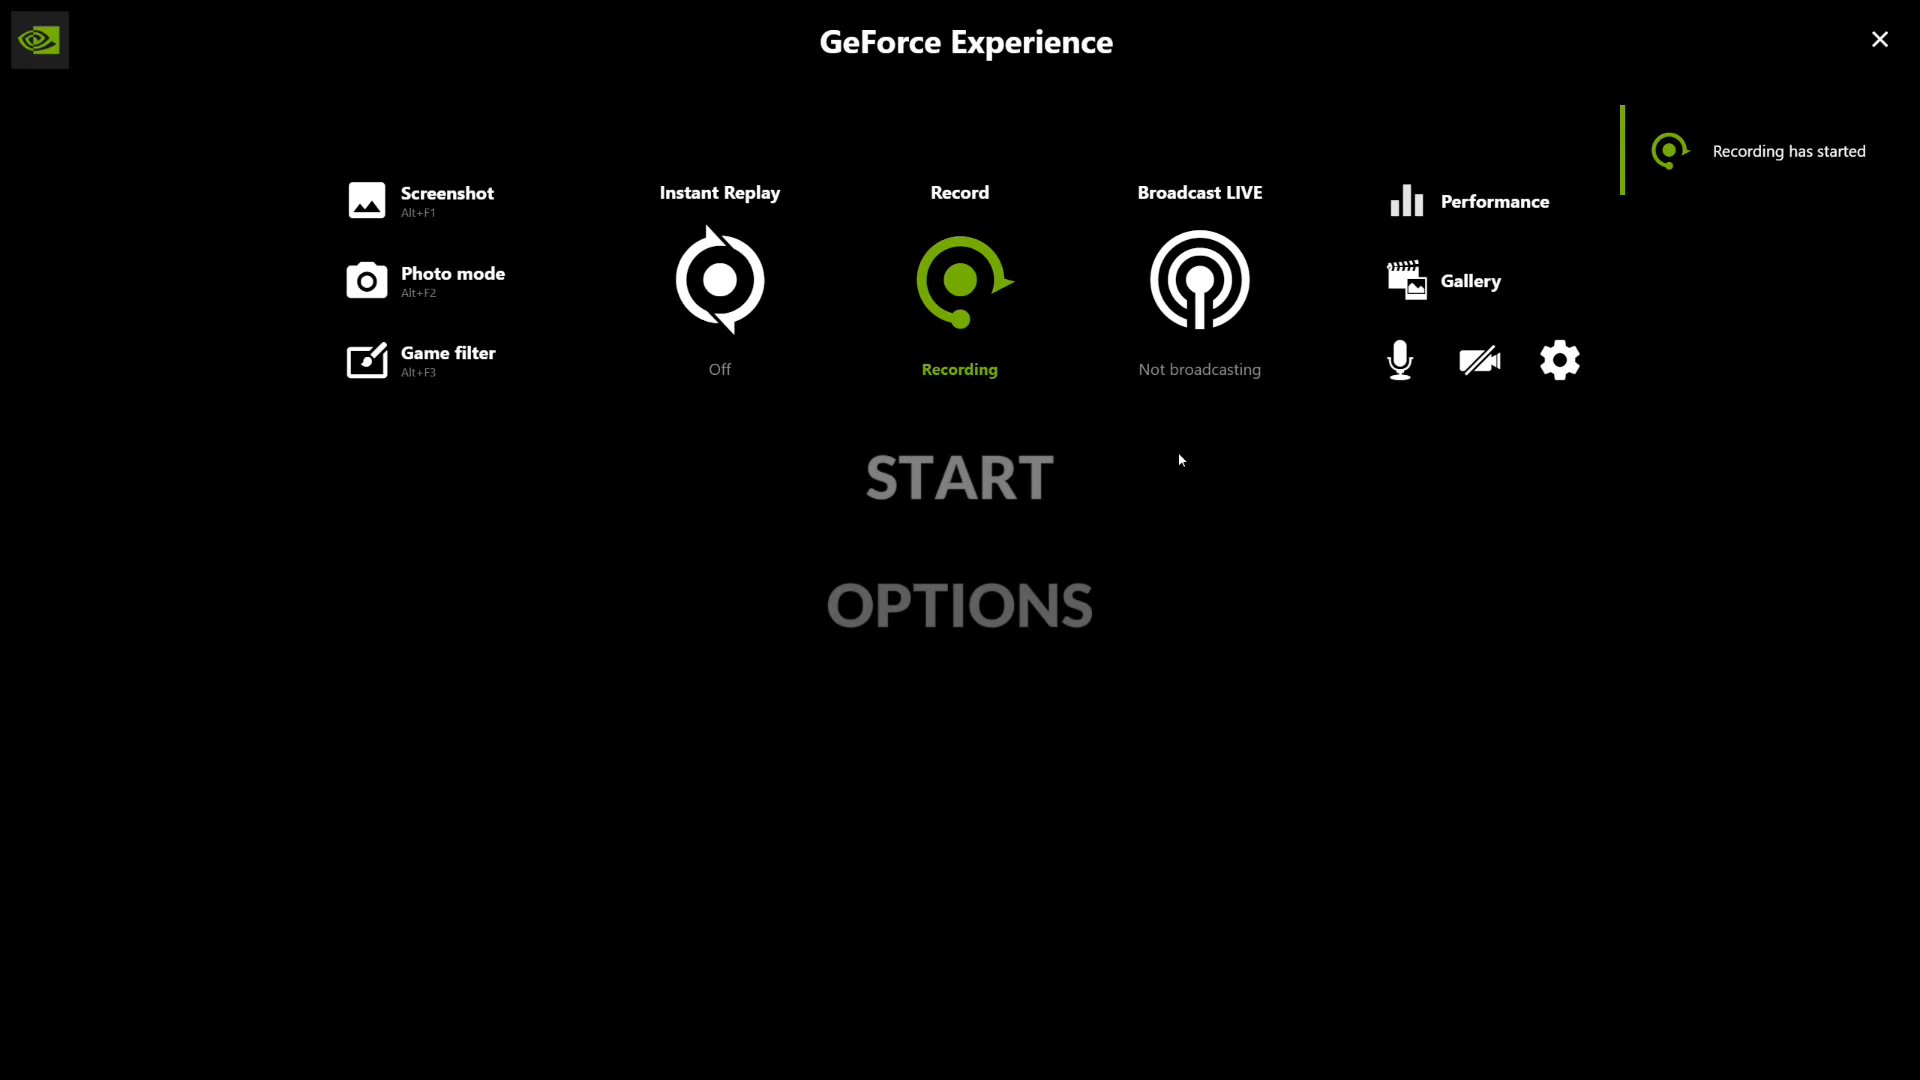 GeForce Experience
Recording has started
Screenshot
Alt+F1
Photo mode
Alt+F2
Game filter
Alt+F3
Instant Replay
Off
Record
Recording
Broadcast LIVE
Not broadcasting
Performance
Gallery
START
OPTIONS